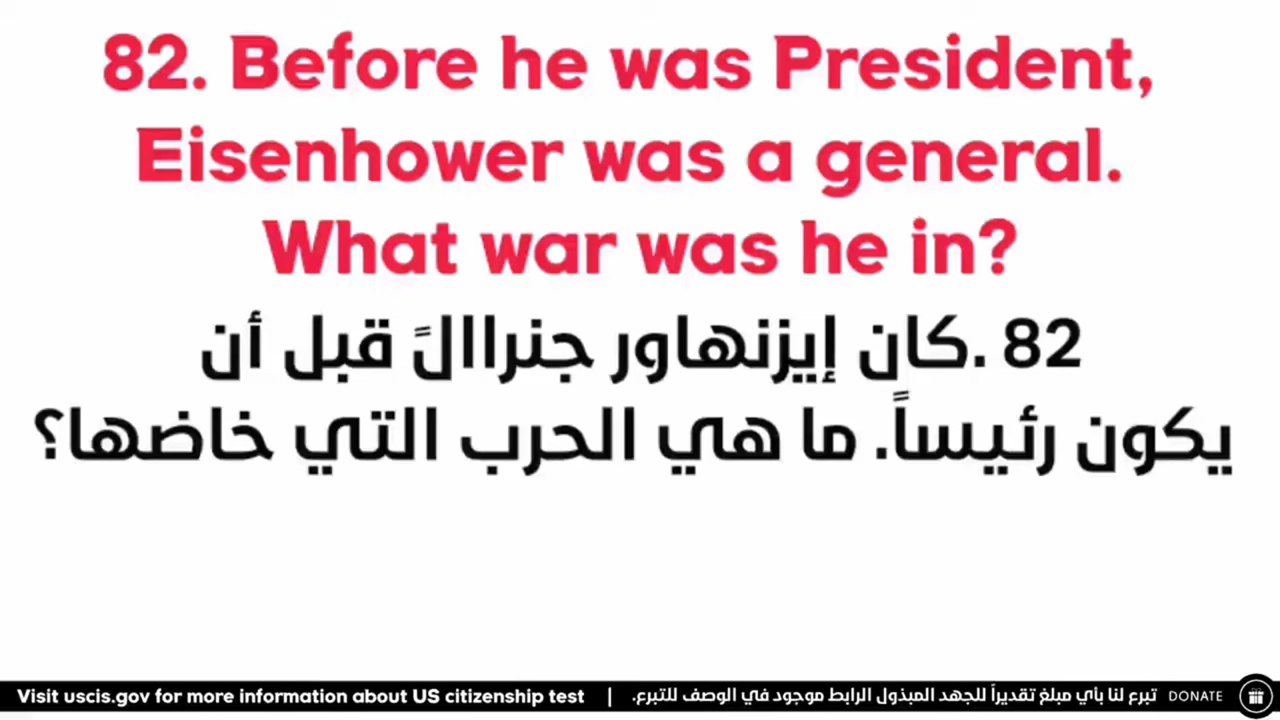 82. Before he was President,
Eisenhower was a general.
What war was he in?
82 .كان إيزنهاور جنراالً قبل أن
يكون رئيساً. ما هي الحرب التي خاضها؟
Visit uscis.gov for more information about US citizenship test | تبرع لنا بأي مبلغ تقديراً للجهد المبذول الرابط موجود في الوصف للتبرع. DONATE